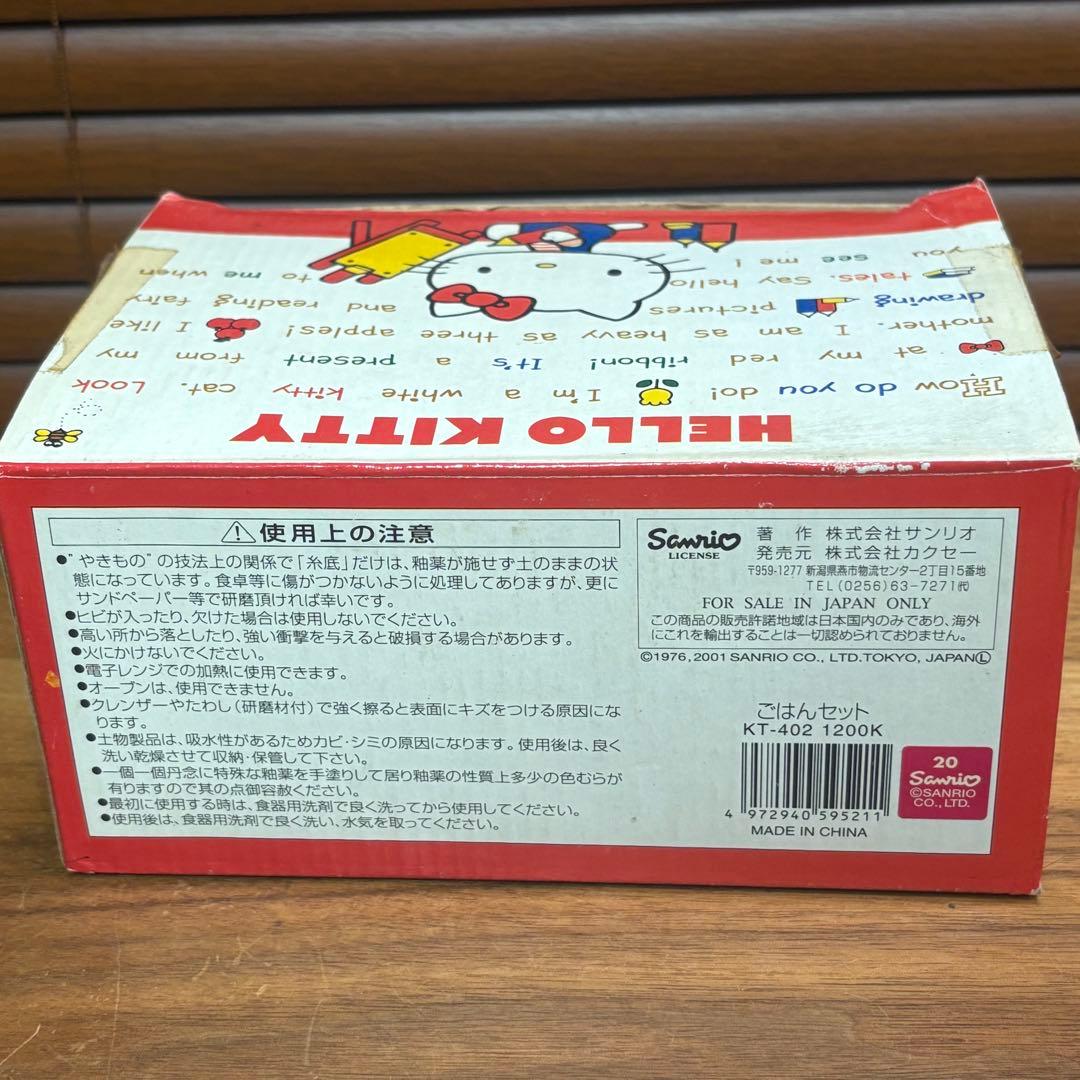 HELLO KITTY
How do you do! I'm a white kitty cat. Look
at my red ribbon! It's a present from my
mother. I am as heavy as three apples! I like
drawing pictures and reading fairy
tales. Say hello to me when
you see me!
⚠使用上の注意
●"やきもの"の技法上の関係で「糸底」だけは、釉薬が施せず土のままの状
態になっています。食卓等に傷がつかないように処理してありますが、更に
サンドペーパー等で研磨頂ければ幸いです。
●ヒビが入ったり、欠けた場合は使用しないでください。
●高い所から落としたり、強い衝撃を与えると破損する場合があります。
●火にかけないでください。
●電子レンジでの加熱に使用できます。
●オーブンは、使用できません。
●クレンザーやたわし(研磨材付)で強く擦ると表面にキズをつける原因にな
ります。
●土物製品は、吸水性があるためカビ・シミの原因になります。使用後は、良く
洗い乾燥させて収納・保管して下さい。
●一個一個丹念に特殊な釉薬を手塗りして居り釉薬の性質上多少の色むらが
有りますので其の点御容赦ください。
●最初に使用する時は、食器用洗剤で良く洗ってから使用してください。
●使用後は、食器用洗剤で良く洗い、水気を取ってください。
Sanrio
LICENSE
著作 株式会社サンリオ
発売元 株式会社カクセー
〒959-1277 新潟県燕市物流センター2丁目15番地
TEL(0256)63-7271㈹
FOR SALE IN JAPAN ONLY
この商品の販売許諾地域は日本国内のみであり、海外
にこれを輸出することは一切認められておりません。
©1976, 2001 SANRIO CO., LTD.TOKYO, JAPANⓁ
ごはんセット
KT-402 1200K
4 972940 595211
MADE IN CHINA
20
Sanrio
©SANRIO
CO., LTD.